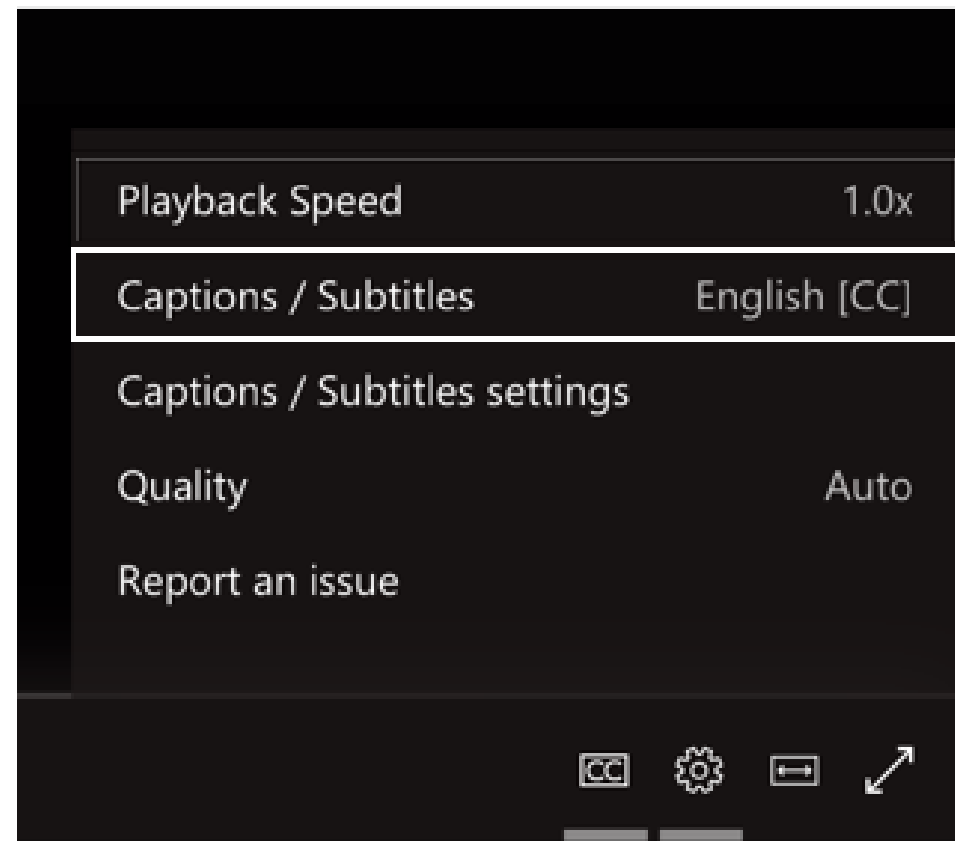 Playback Speed 1.0x
Captions / Subtitles English [CC]
Captions / Subtitles settings
Quality Auto
Report an issue
CC